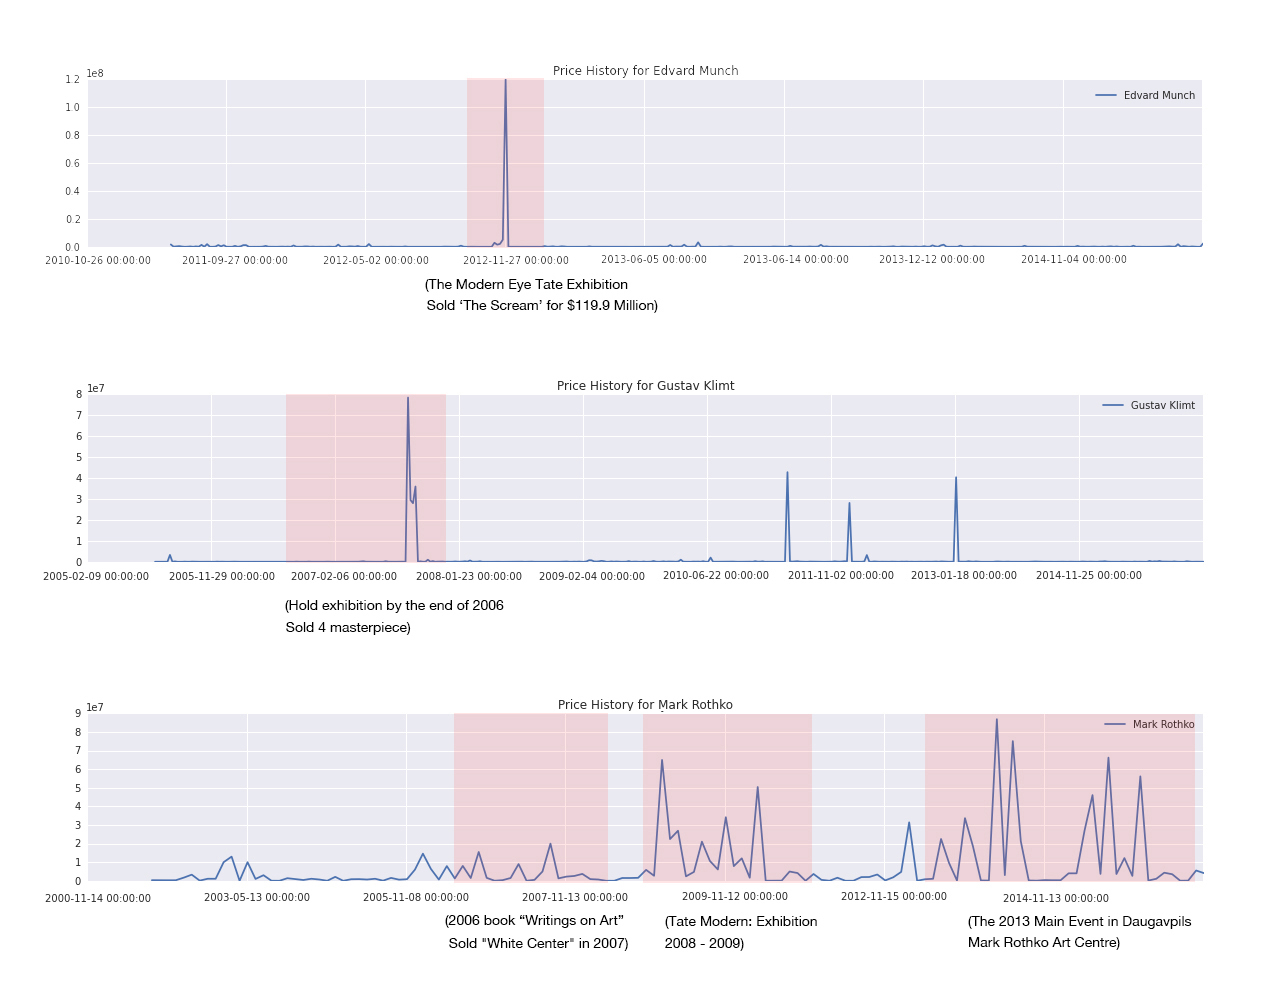 Price History for Edvard Munch
1e8
Edvard Munch
1.2
1.0
0.8
0.6
0.4
0.2
0.0
2010-10-26 00:00:00 2011-09-27 00:00:00 2012-05-02 00:00:00 2012-11-27 00:00:00 2013-06-05 00:00:00 2013-06-14 00:00:00 2013-12-12 00:00:00 2014-11-04 00:00:00
(The Modern Eye Tate Exhibition
Sold ‘The Scream’ for $119.9 Million)
Price History for Gustav Klimt
1e7
Gustav Klimt
8
7
6
5
4
3
2
1
0
2005-02-09 00:00:00 2005-11-29 00:00:00 2007-02-06 00:00:00 2008-01-23 00:00:00 2009-02-04 00:00:00 2010-06-22 00:00:00 2011-11-02 00:00:00 2013-01-18 00:00:00 2014-11-25 00:00:00
(Hold exhibition by the end of 2006
Sold 4 masterpiece)
Price History for Mark Rothko
1e7
Mark Rothko
9
8
7
6
5
4
3
2
1
0
2000-11-14 00:00:00 2003-05-13 00:00:00 2005-11-08 00:00:00 2007-11-13 00:00:00 2009-11-12 00:00:00 2012-11-15 00:00:00 2014-11-13 00:00:00
(2006 book “Writings on Art”
Sold "White Center" in 2007)
(Tate Modern: Exhibition
2008 - 2009)
(The 2013 Main Event in Daugavpils
Mark Rothko Art Centre)